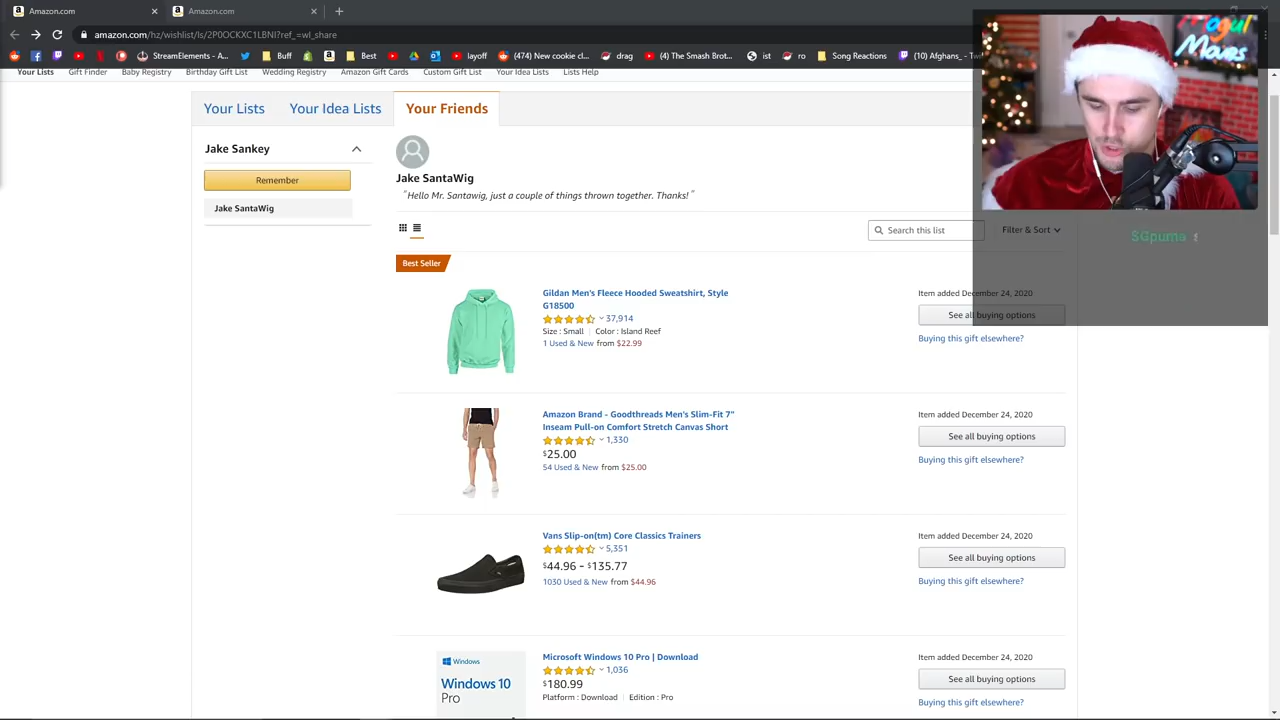 Amazon.com
Amazon.com
amazon.com/hz/wishlist/ls/2P0OCKXC1LBNI?ref_=wl_share
StreamElements - A...
Buff
Best
layoff
(474) New cookie cl...
drag
(4) The Smash Brot...
ist
ro
Song Reactions
(10) Afghans_ - Tw
Your Lists
Gift Finder
Baby Registry
Birthday Gift List
Wedding Registry
Amazon Gift Cards
Custom Gift List
Your Idea Lists
Lists Help
Mogul
Moves
Your Lists
Your Idea Lists
Your Friends
Jake Sankey
Remember
Jake SantaWig
Jake SantaWig
"Hello Mr. Santawig, just a couple of things thrown together. Thanks!"
Search this list
Filter & Sort
SGpuma
Best Seller
Gildan Men's Fleece Hooded Sweatshirt, Style
G18500
37,914
Size : Small | Color : Island Reef
1 Used & New from $22.99
Item added December 24, 2020
See all buying options
Buying this gift elsewhere?
Amazon Brand - Goodthreads Men's Slim-Fit 7"
Inseam Pull-on Comfort Stretch Canvas Short
1,330
$25.00
54 Used & New from $25.00
Item added December 24, 2020
See all buying options
Buying this gift elsewhere?
Vans Slip-on(tm) Core Classics Trainers
5,351
$44.96 - $135.77
1030 Used & New from $44.96
Item added December 24, 2020
See all buying options
Buying this gift elsewhere?
Windows
Windows 10
Pro
Microsoft Windows 10 Pro | Download
1,036
$180.99
Platform : Download | Edition : Pro
Item added December 24, 2020
See all buying options
Buying this gift elsewhere?